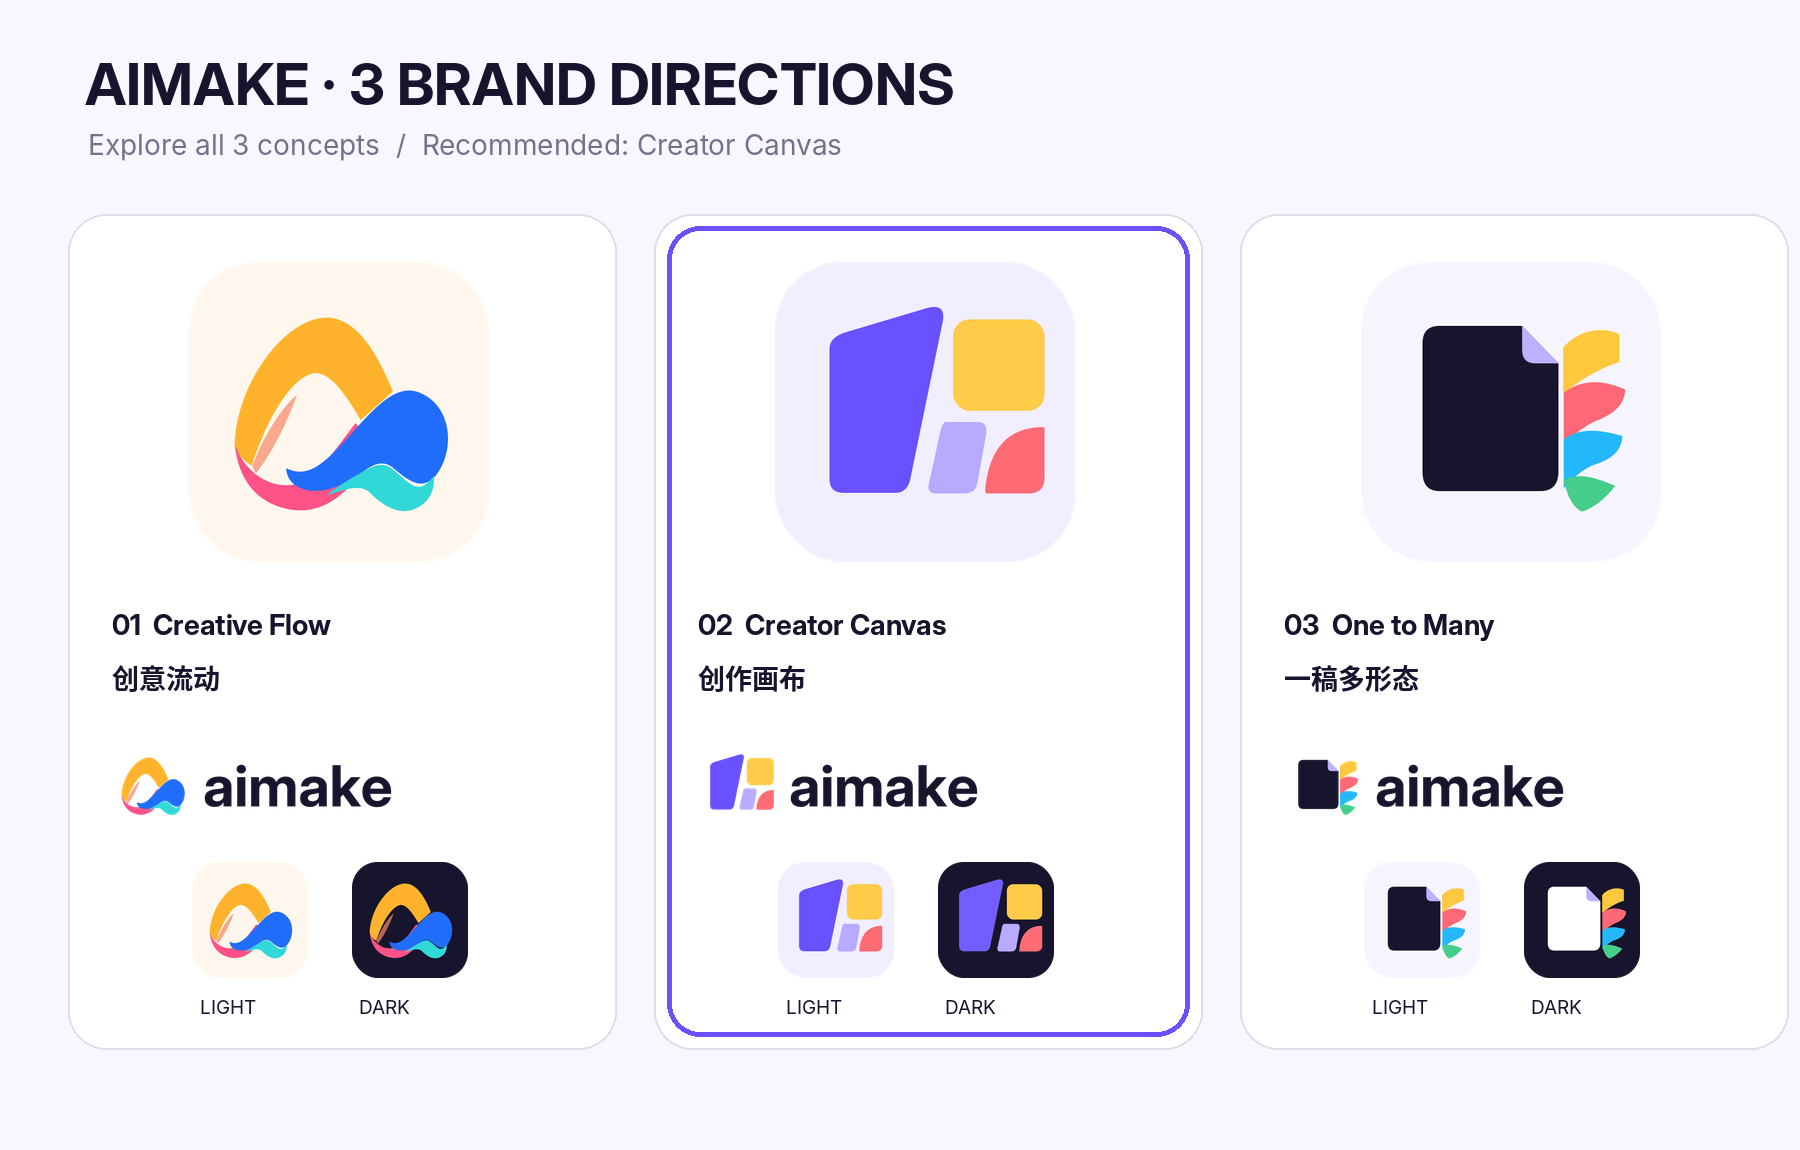 AIMAKE · 3 BRAND DIRECTIONS
Explore all 3 concepts / Recommended: Creator Canvas
01 Creative Flow
创意流动
aimake
LIGHT DARK
02 Creator Canvas
创作画布
aimake
LIGHT DARK
03 One to Many
一稿多形态
aimake
LIGHT DARK